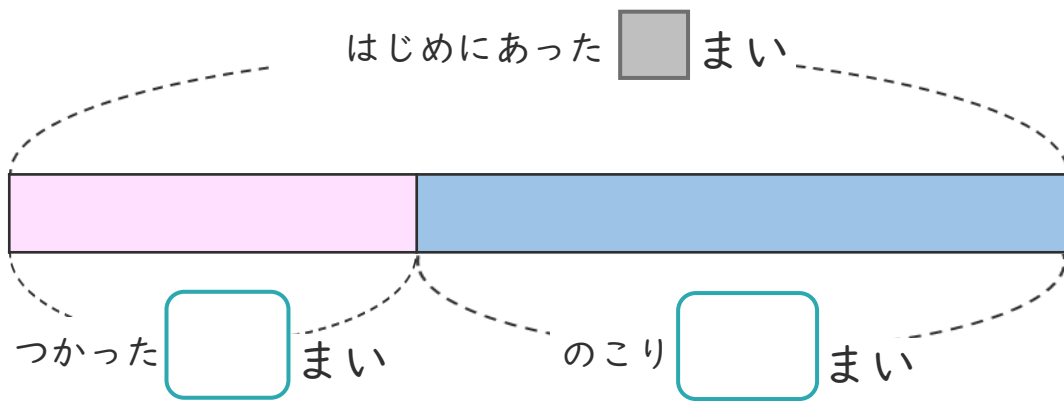 はじめにあった まい
つかった まい
のこり まい